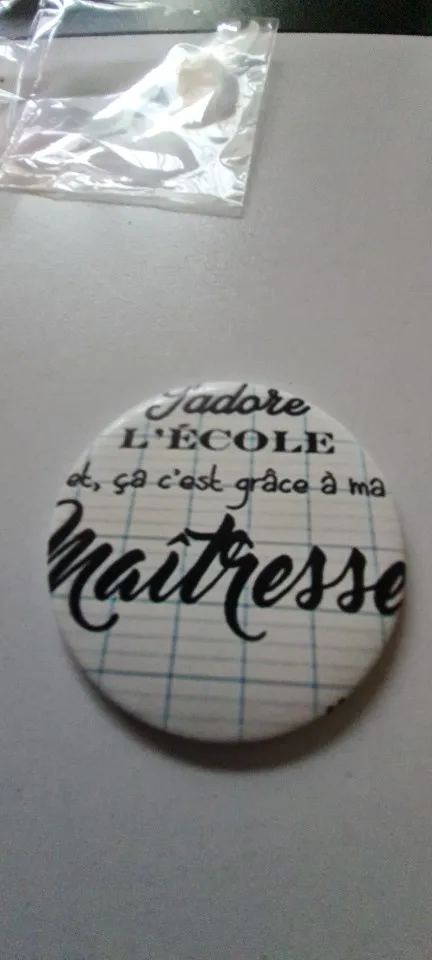 J'adore
L'ÉCOLE
et, ça c'est grâce à ma
Maîtresse